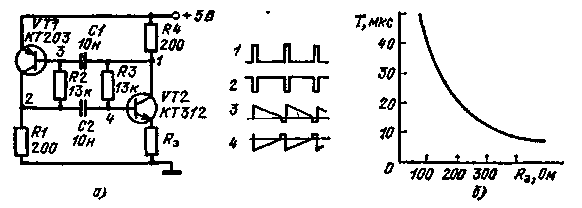 +5В
VT1
КТ203
C1
10н
R4
200
3
1
R2
13к
R3
13к
VT2
КТ312
2
C2
10н
4
R1
200
Rэ
а)
1
2
3
4
T, мкс
40
30
20
10
0
100 200 300 Rэ, Ом
б)